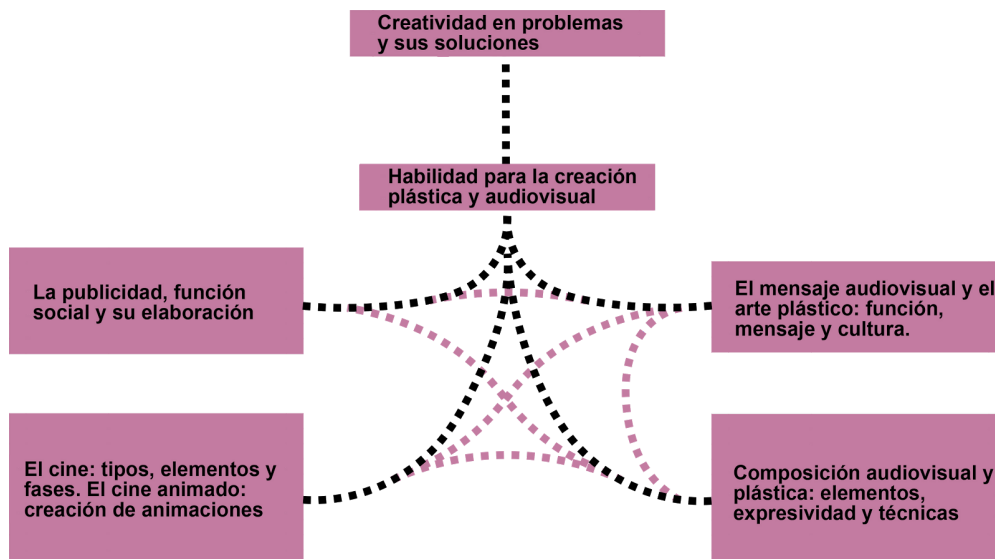 Creatividad en problemas
y sus soluciones
Habilidad para la creación
plástica y audiovisual
La publicidad, función
social y su elaboración
El mensaje audiovisual y el
arte plástico: función,
mensaje y cultura.
El cine: tipos, elementos y
fases. El cine animado:
creación de animaciones
Composición audiovisual y
plástica: elementos,
expresividad y técnicas